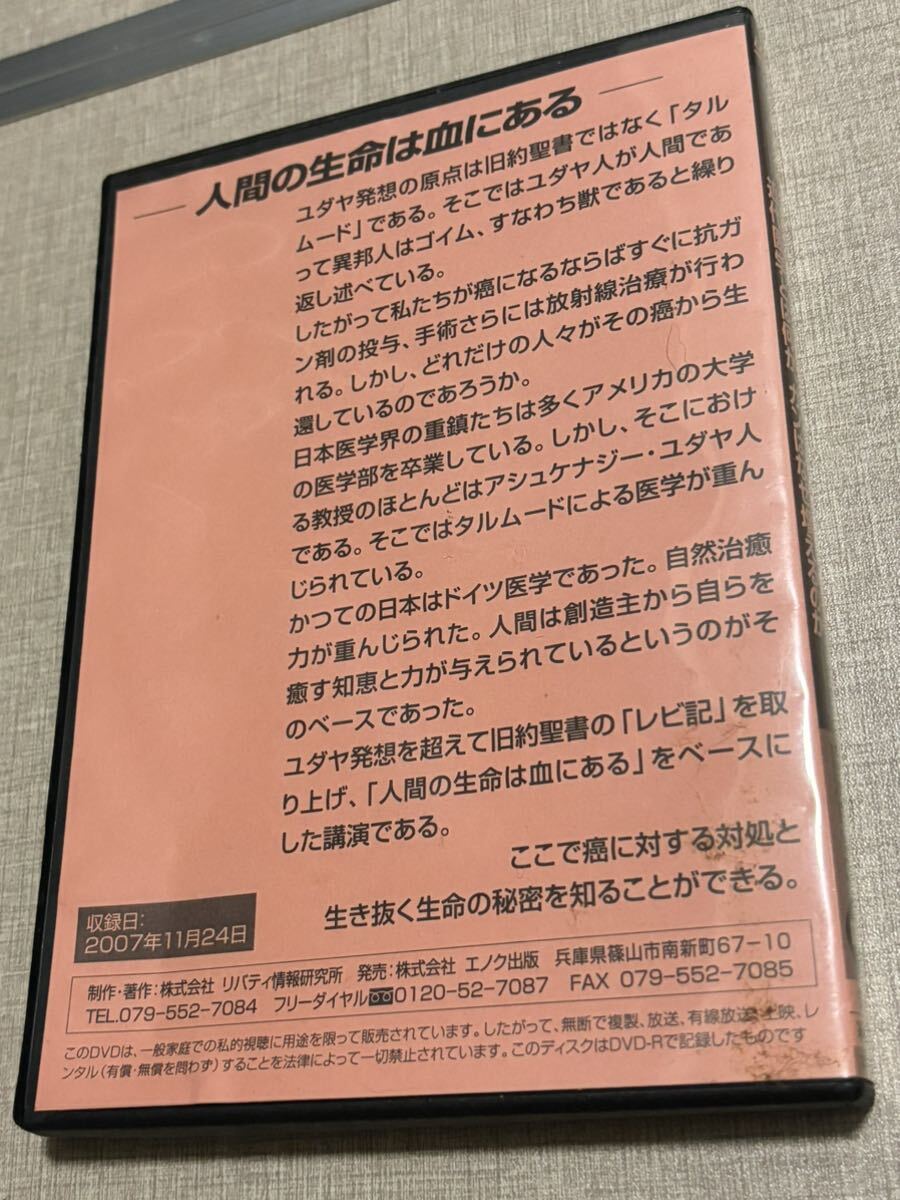 人間の生命は血にある
ユダヤ発想の原点は旧約聖書ではなく「タル
ムード」である。そこではユダヤ人が人間であ
って異邦人はゴイム、すなわち獣であると繰り
返し述べている。
したがって私たちが癌になるならばすぐに抗ガ
ン剤の投与、手術さらには放射線治療が行わ
れる。しかし、どれだけの人々がその癌から生
還しているのであろうか。
日本医学界の重鎮たちは多くアメリカの大学
の医学部を卒業している。しかし、そこにおけ
る教授のほとんどはアシュケナジー・ユダヤ人
である。そこではタルムードによる医学が重ん
じられている。
かつての日本はドイツ医学であった。自然治癒
力が重んじられた。人間は創造主から自らを
癒す知恵と力が与えられているというのがそ
のベースであった。
ユダヤ発想を超えて旧約聖書の「レビ記」を取
り上げ、「人間の生命は血にある」をベースに
した講演である。
ここで癌に対する対処と
生き抜く生命の秘密を知ることができる。
収録日:
2007年11月24日
制作・著作:株式会社 リバティ情報研究所 発売:株式会社 エノク出版 兵庫県篠山市南新町67-10
TEL.079-552-7084 フリーダイヤル0120-52-7087 FAX 079-552-7085
このDVDは、一般家庭での私的視聴に用途を限って販売されています。したがって、無断で複製、放送、有線放送、上映、レ
ンタル(有償・無償を問わず)することを法律によって一切禁止されています。このディスクはDVD-Rで記録したものです